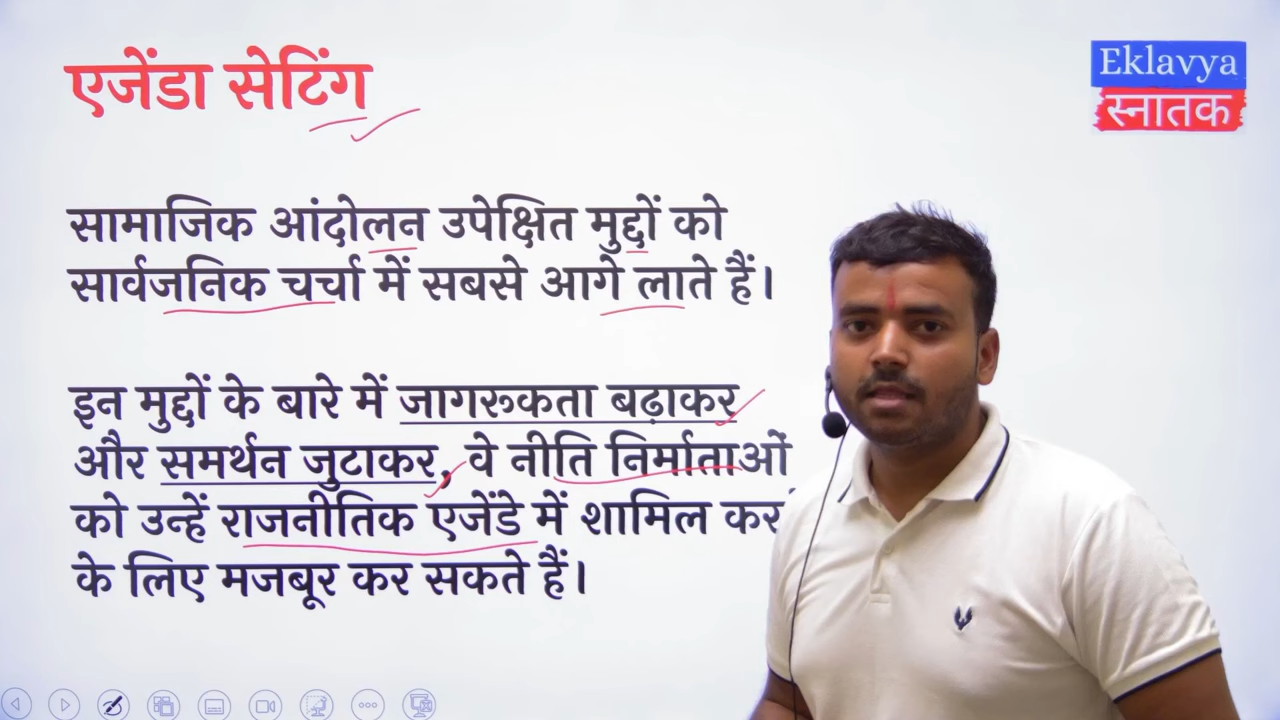 एजेंडा सेटिंग
Eklavya
स्नातक
सामाजिक आंदोलन उपेक्षित मुद्दों को
सार्वजनिक चर्चा में सबसे आगे लाते हैं।
इन मुद्दों के बारे में जागरूकता बढ़ाकर
और समर्थन जुटाकर, वे नीति निर्माताओं
को उन्हें राजनीतिक एजेंडे में शामिल
के लिए मजबूर कर सकते हैं।